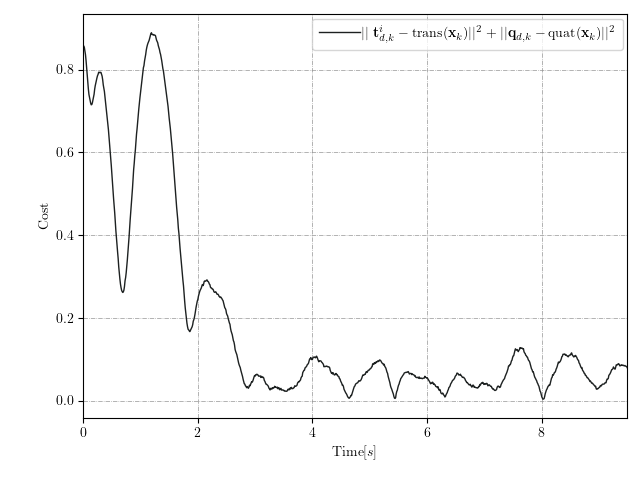 || t^i_{d,k} − trans(x_k)||² + ||q_{d,k} − quat(x_k)||²
0.8
0.6
0.4
0.2
0.0
Cost
0 2 4 6 8
Time[s]